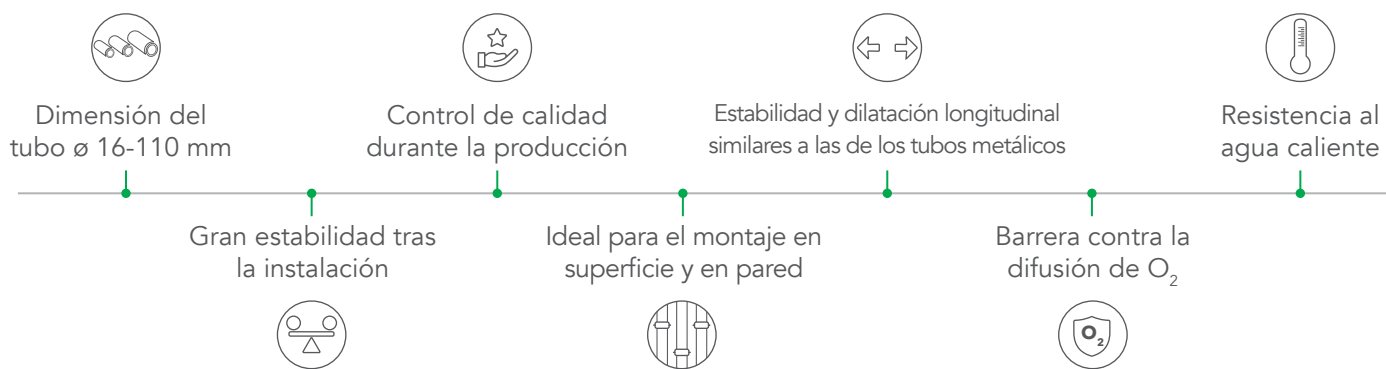 Dimensión del
tubo ø 16-110 mm
Control de calidad
durante la producción
Estabilidad y dilatación longitudinal
similares a las de los tubos metálicos
Resistencia al
agua caliente
Gran estabilidad tras
la instalación
Ideal para el montaje en
superficie y en pared
Barrera contra la
difusión de O₂
O₂